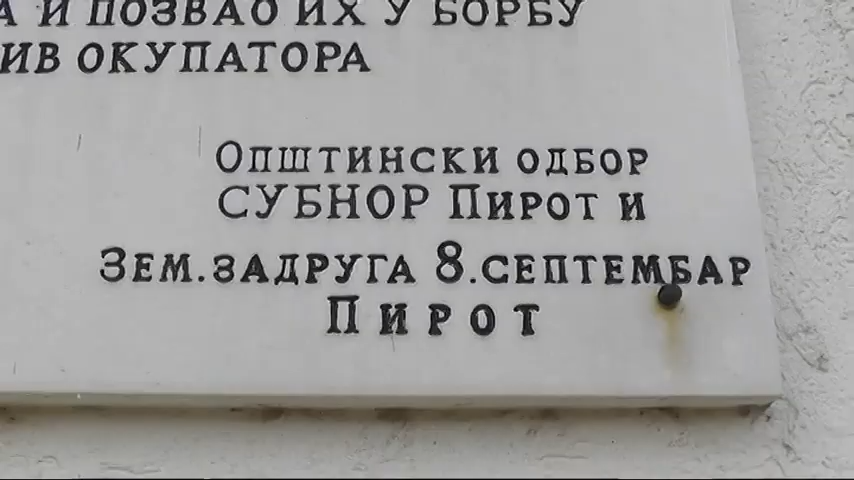 А И ПОЗВАО ИХ У БОРБУ
ИВ ОКУПАТОРА
ОПШТИНСКИ ОДБОР
СУБНОР ПИРОТ И
ЗЕМ. ЗАДРУГА 8. СЕПТЕМБАР
ПИРОТ